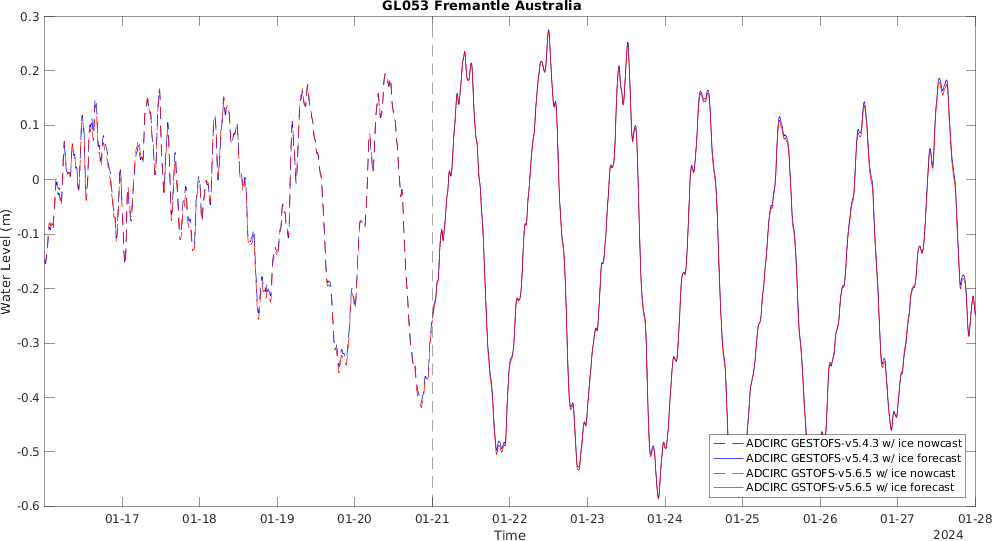 GL053 Fremantle Australia
Water Level (m)
0.3
0.2
0.1
0
-0.1
-0.2
-0.3
-0.4
-0.5
-0.6
ADCIRC GESTOFS-v5.4.3 w/ ice nowcast
ADCIRC GESTOFS-v5.4.3 w/ ice forecast
ADCIRC GSTOFS-v5.6.5 w/ ice nowcast
ADCIRC GSTOFS-v5.6.5 w/ ice forecast
01-17 01-18 01-19 01-20 01-21 01-22 01-23 01-24 01-25 01-26 01-27 01-28
Time
2024